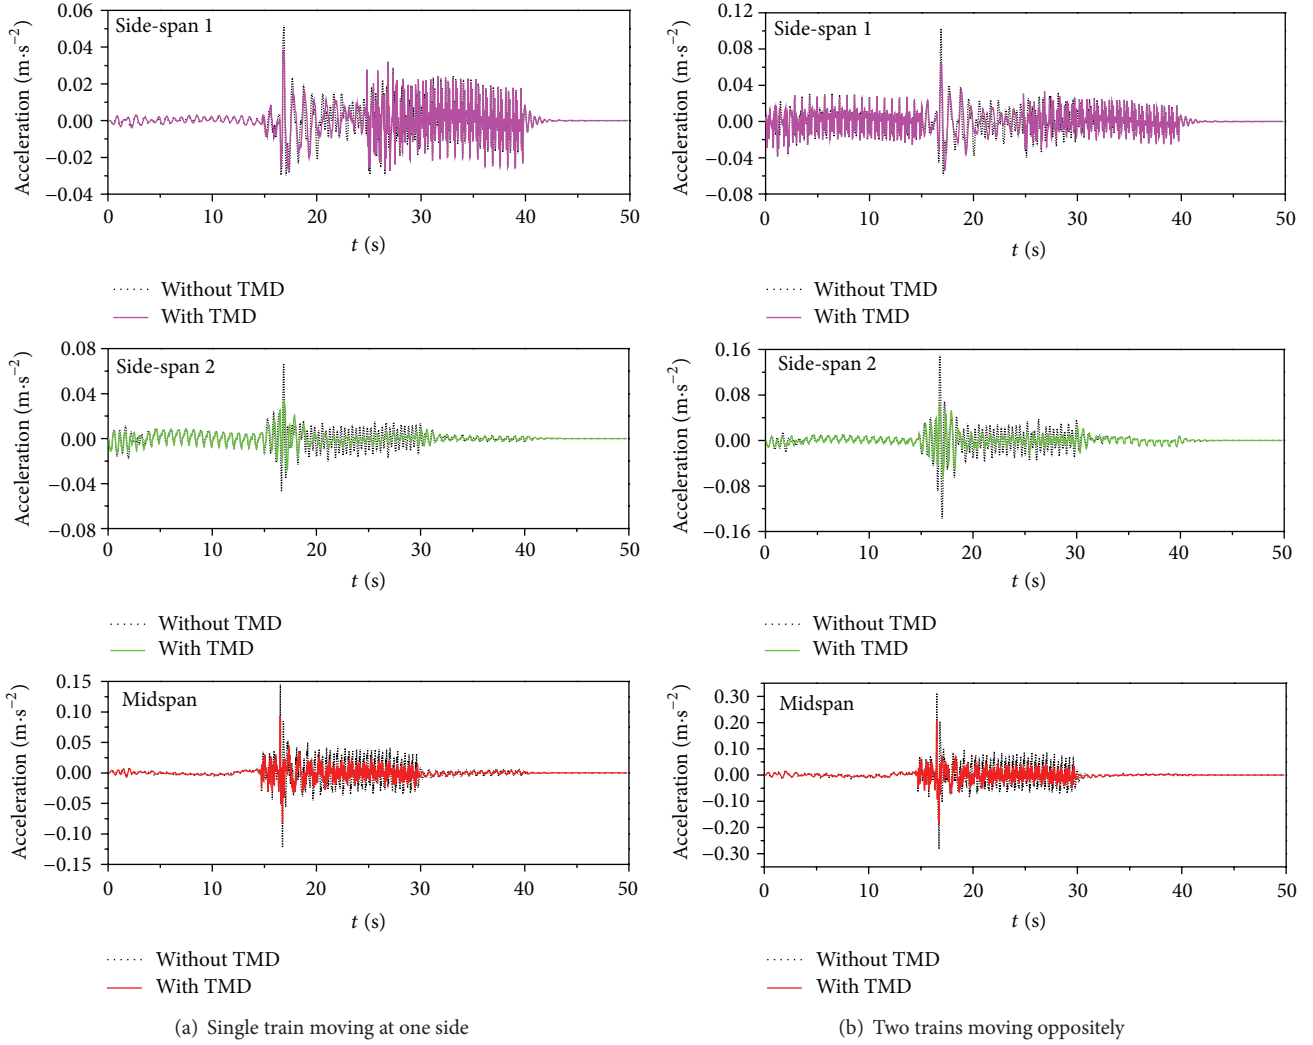 Side-span 1
Acceleration (m·s⁻²)
0.06
0.04
0.02
0.00
−0.02
−0.04
0 10 20 30 40 50
t (s)
Without TMD
With TMD
Side-span 1
Acceleration (m·s⁻²)
0.12
0.08
0.04
0.00
−0.04
−0.08
0 10 20 30 40 50
t (s)
Without TMD
With TMD
Side-span 2
Acceleration (m·s⁻²)
0.08
0.04
0.00
−0.04
−0.08
0 10 20 30 40 50
t (s)
Without TMD
With TMD
Side-span 2
Acceleration (m·s⁻²)
0.16
0.08
0.00
−0.08
−0.16
0 10 20 30 40 50
t (s)
Without TMD
With TMD
Midspan
Acceleration (m·s⁻²)
0.15
0.10
0.05
0.00
−0.05
−0.10
−0.15
0 10 20 30 40 50
t (s)
Without TMD
With TMD
(a) Single train moving at one side
Midspan
Acceleration (m·s⁻²)
0.30
0.20
0.10
0.00
−0.10
−0.20
−0.30
0 10 20 30 40 50
t (s)
Without TMD
With TMD
(b) Two trains moving oppositely